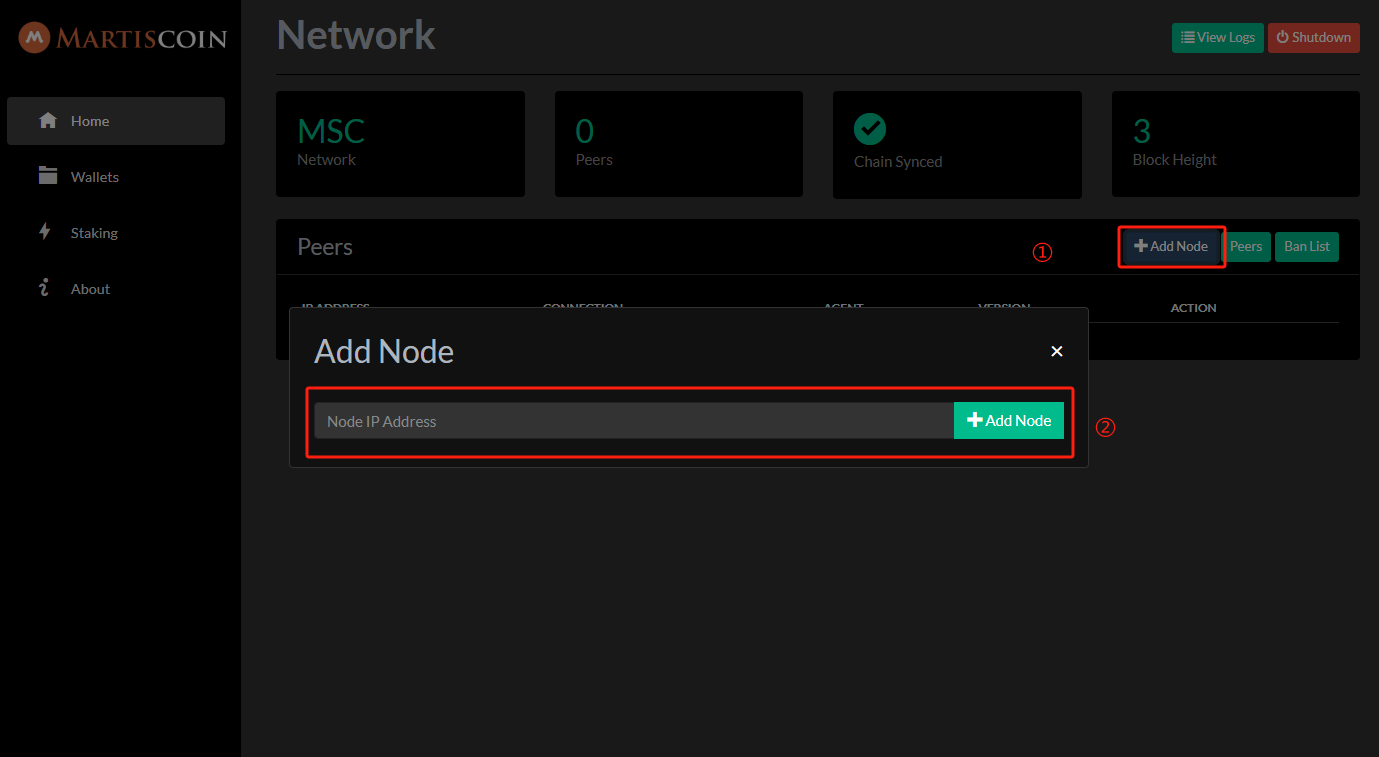 MARTISCOIN
Home
Wallets
Staking
About
Network
View Logs
Shutdown
MSC
Network
0
Peers
Chain Synced
3
Block Height
Peers
①
Add Node
Peers
Ban List
IP ADDRESS CONNECTION AGENT VERSION ACTION
Add Node
×
Node IP Address
Add Node
②